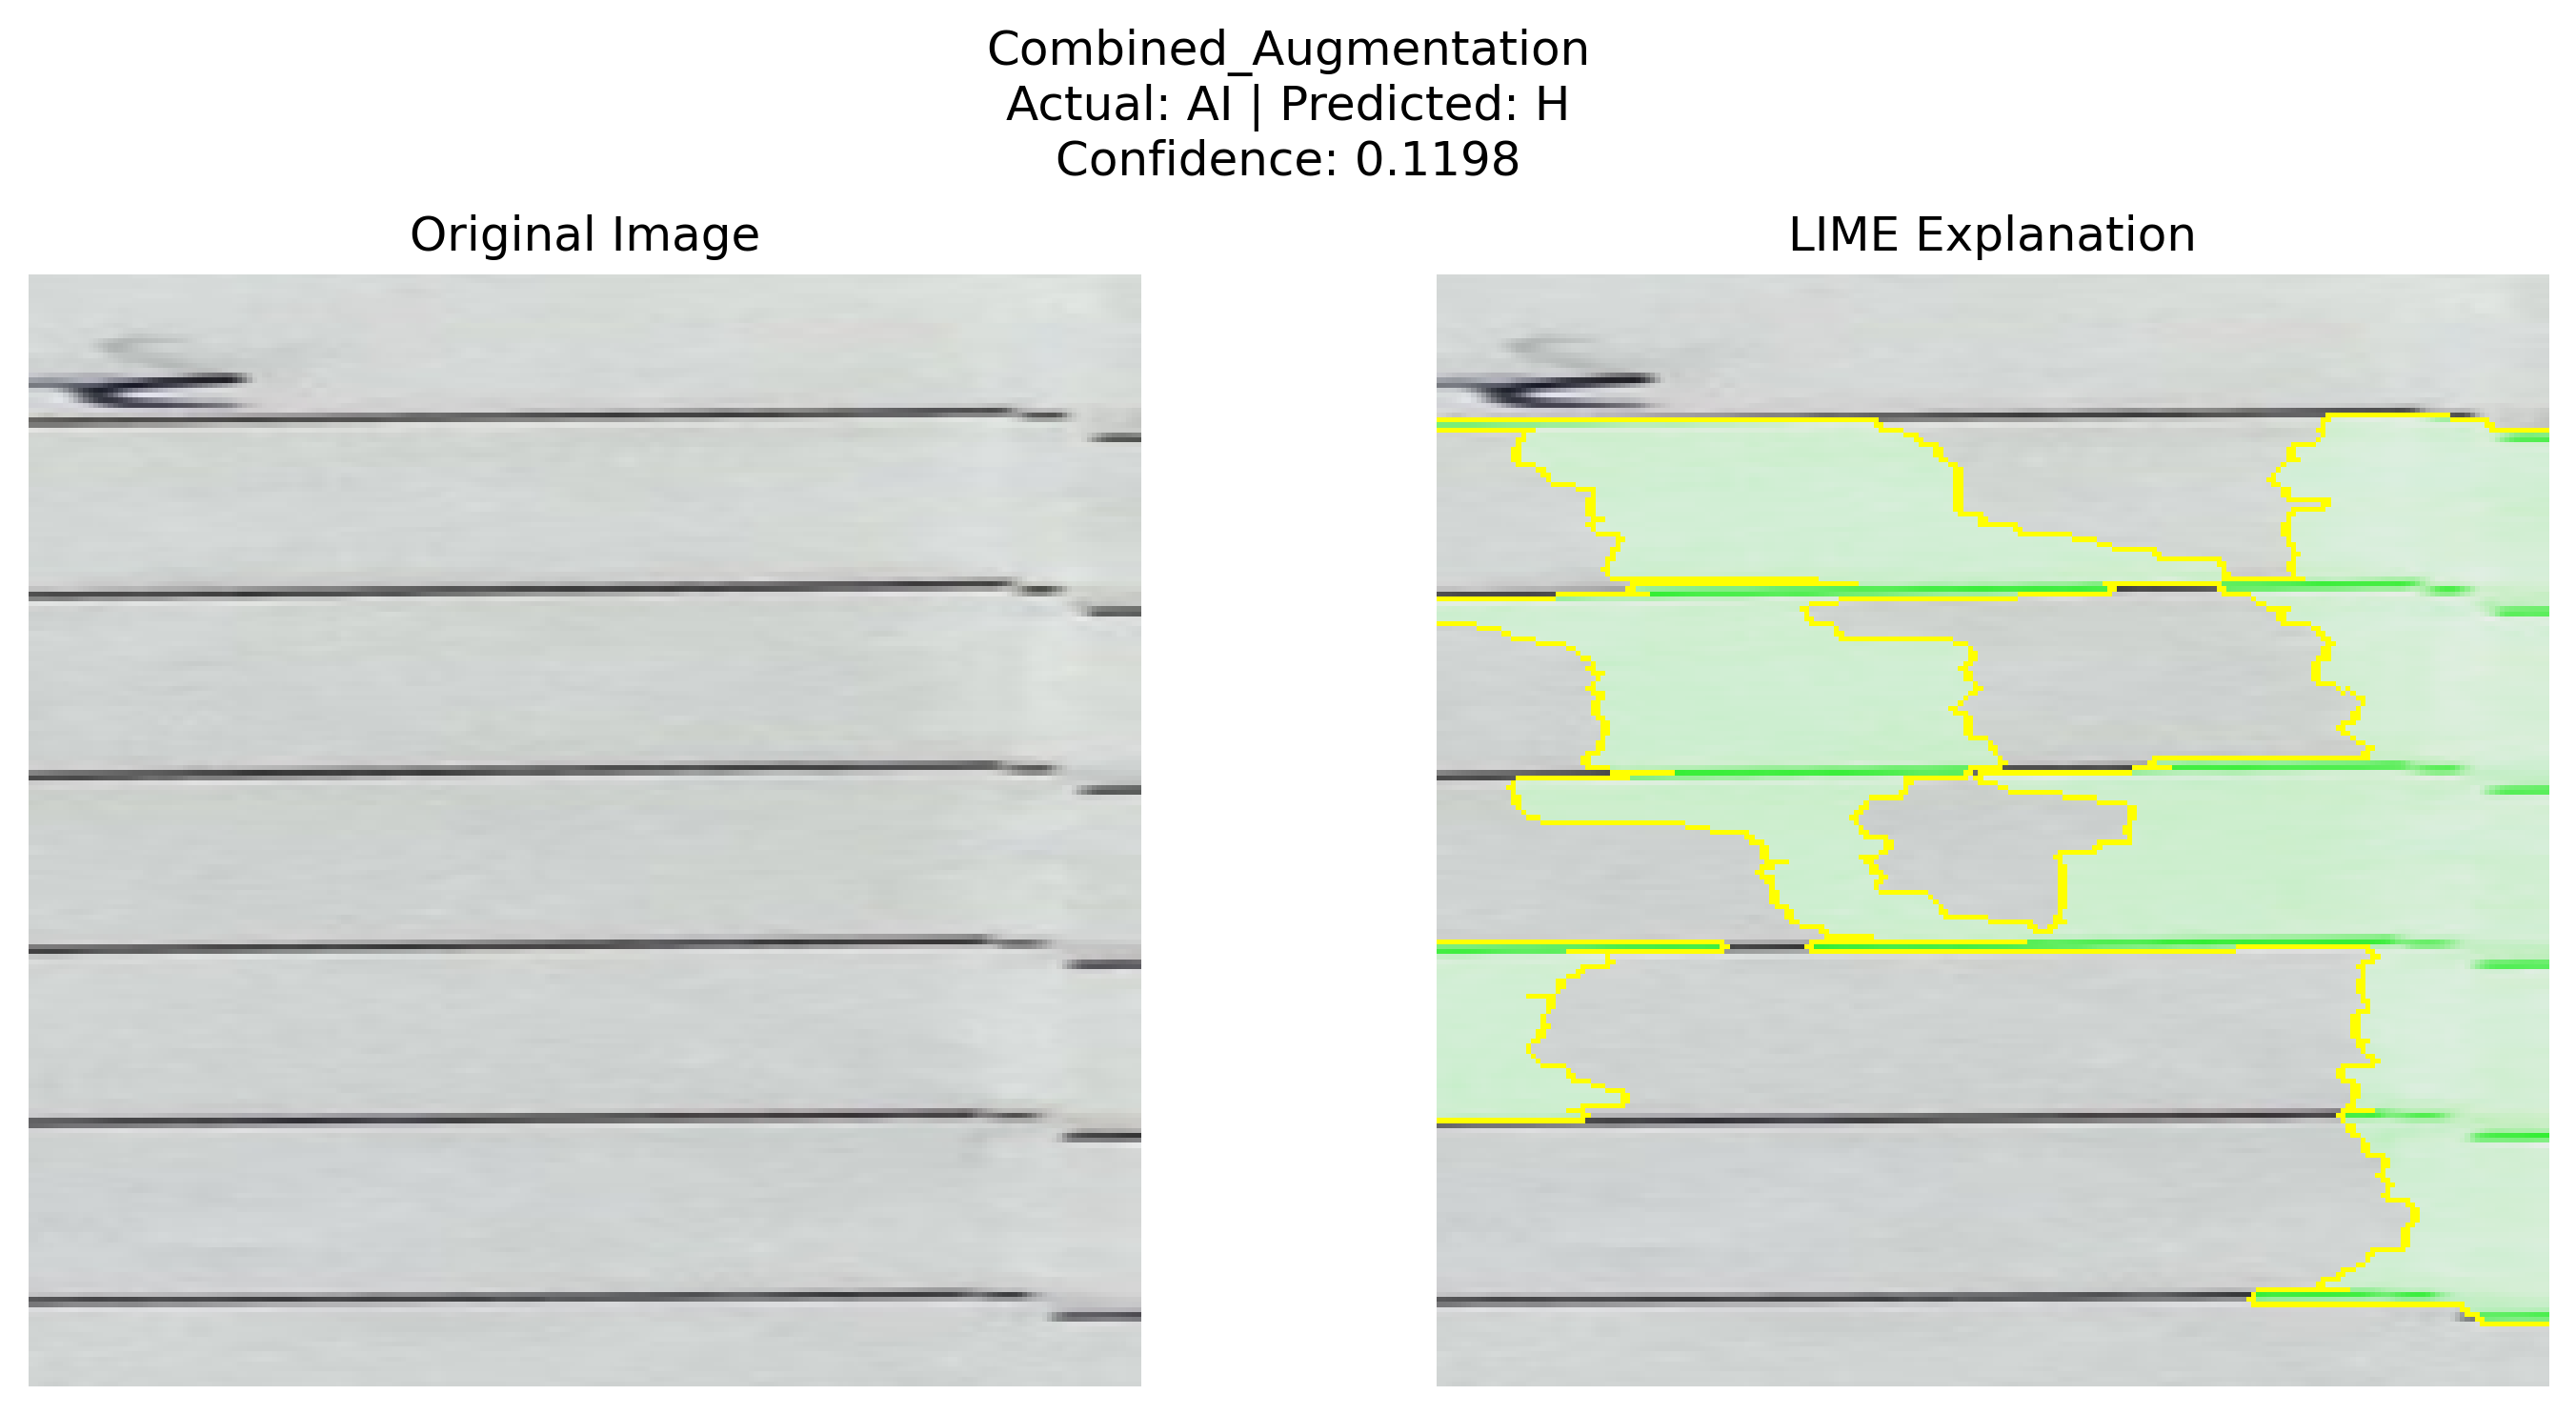 Combined_Augmentation
Actual: AI | Predicted: H
Confidence: 0.1198
Original Image
LIME Explanation